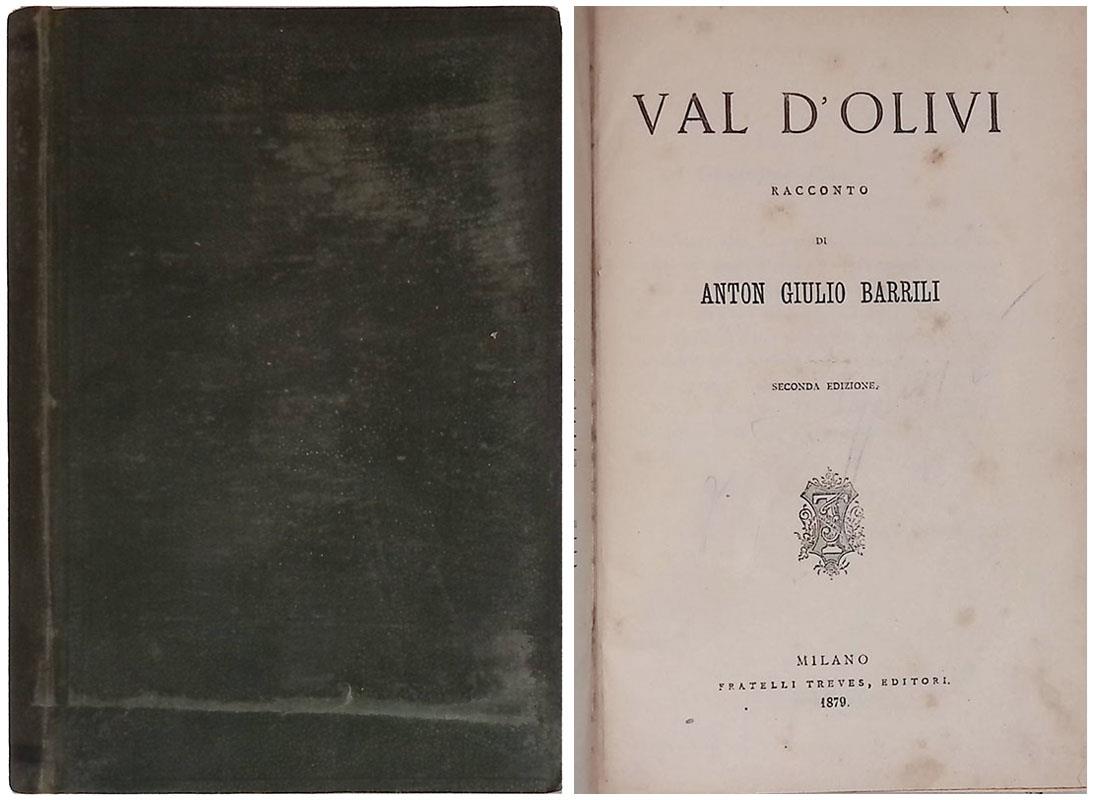 VAL D'OLIVI
RACCONTO
DI
ANTON GIULIO BARRILI
SECONDA EDIZIONE.
MILANO
FRATELLI TREVES, EDITORI.
1879.